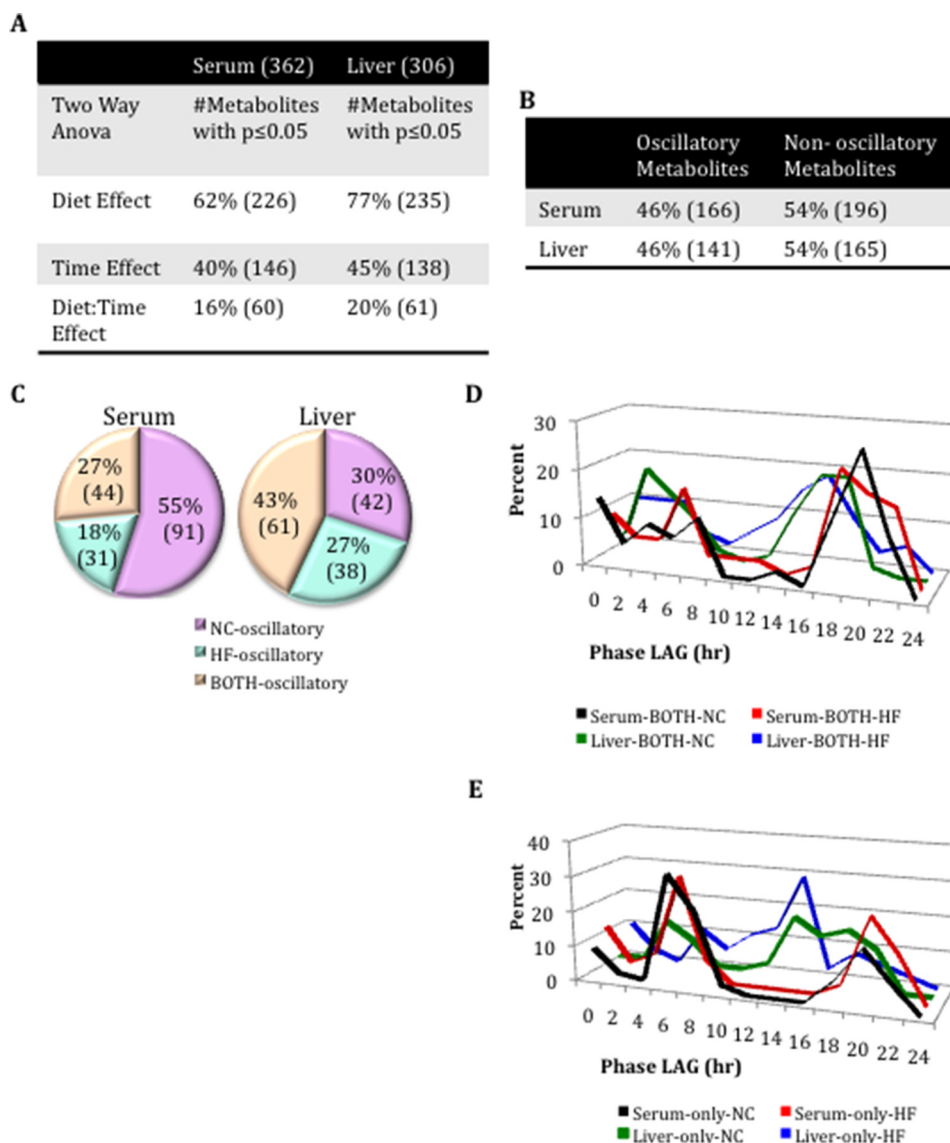 A
Serum (362) Liver (306)
Two Way #Metabolites #Metabolites
Anova with p≤0.05 with p≤0.05
Diet Effect 62% (226) 77% (235)
Time Effect 40% (146) 45% (138)
Diet:Time 16% (60) 20% (61)
Effect
B
Oscillatory Non- oscillatory
Metabolites Metabolites
Serum 46% (166) 54% (196)
Liver 46% (141) 54% (165)
C
Serum Liver
27%
(44)
55%
(91)
18%
(31)
43%
(61)
30%
(42)
27%
(38)
NC-oscillatory
HF-oscillatory
BOTH-oscillatory
D
30
20
10
0
Percent
0 2 4 6 8 10 12 14 16 18 20 24
Phase LAG (hr)
Serum-BOTH-NC Serum-BOTH-HF
Liver-BOTH-NC Liver-BOTH-HF
E
40
30
20
10
0
Percent
0 2 4 6 8 10 12 14 16 18 20 24
Phase LAG (hr)
Serum-only-NC Serum-only-HF
Liver-only-NC Liver-only-HF